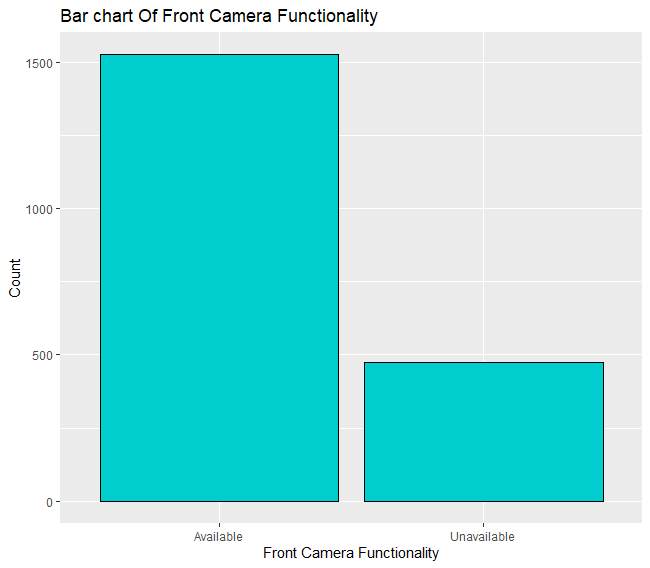 Bar chart Of Front Camera Functionality
1500
1000
500
0
Count
Available Unavailable
Front Camera Functionality